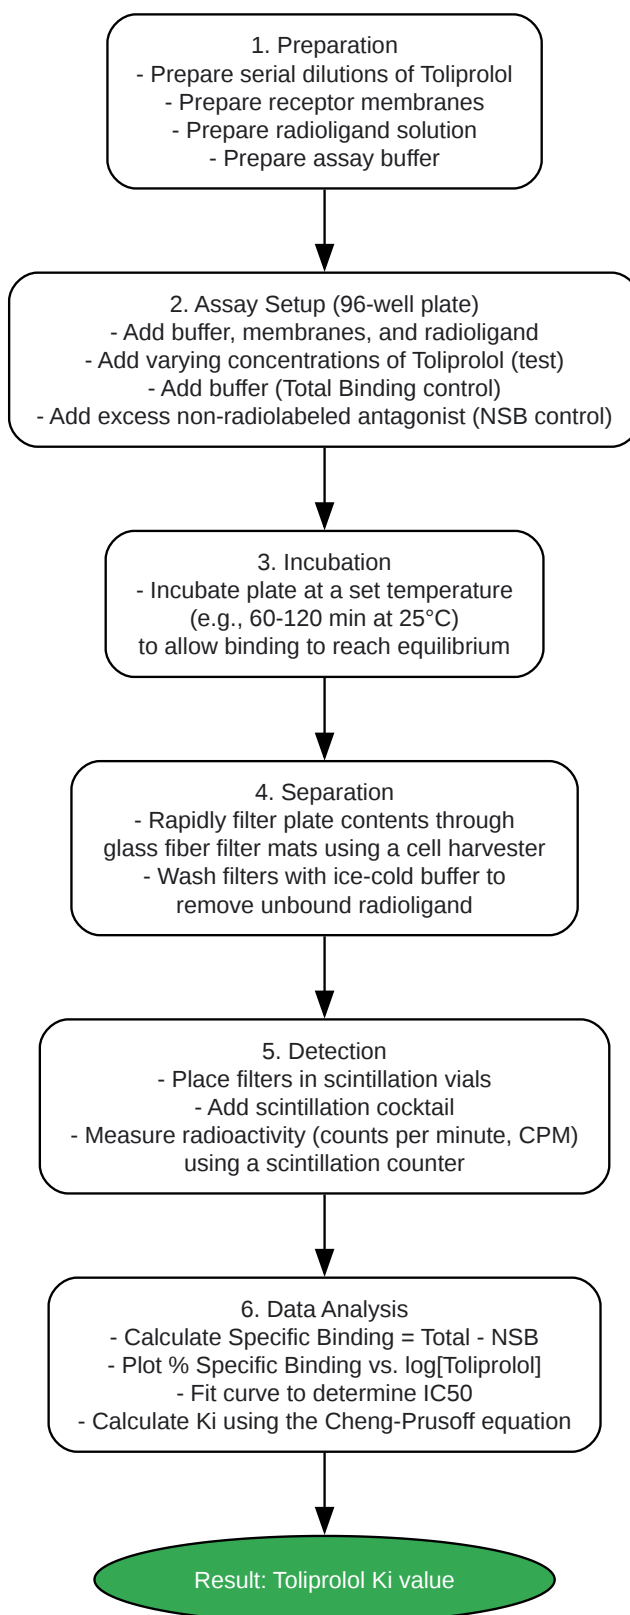 1. Preparation
- Prepare serial dilutions of Toliprolol
- Prepare receptor membranes
- Prepare radioligand solution
- Prepare assay buffer
2. Assay Setup (96-well plate)
- Add buffer, membranes, and radioligand
- Add varying concentrations of Toliprolol (test)
- Add buffer (Total Binding control)
- Add excess non-radiolabeled antagonist (NSB control)
3. Incubation
- Incubate plate at a set temperature
(e.g., 60-120 min at 25°C)
to allow binding to reach equilibrium
4. Separation
- Rapidly filter plate contents through
glass fiber filter mats using a cell harvester
- Wash filters with ice-cold buffer to
remove unbound radioligand
5. Detection
- Place filters in scintillation vials
- Add scintillation cocktail
- Measure radioactivity (counts per minute, CPM)
using a scintillation counter
6. Data Analysis
- Calculate Specific Binding = Total - NSB
- Plot % Specific Binding vs. log[Toliprolol]
- Fit curve to determine IC50
- Calculate Ki using the Cheng-Prusoff equation
Result: Toliprolol Ki value